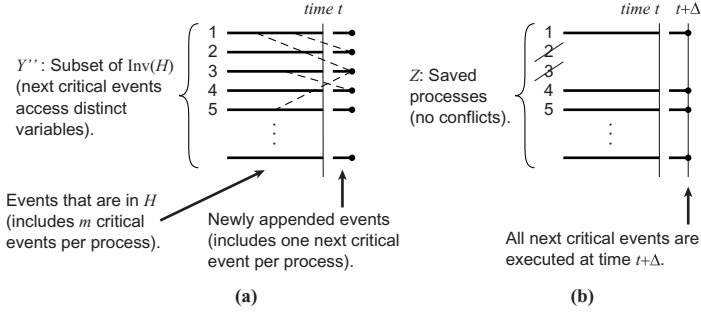 time t
1
2
3
4
5
Y’’ : Subset of Inv(H)
(next critical events
access distinct
variables).
Events that are in H
(includes m critical
events per process).
Newly appended events
(includes one next critical
event per process).
(a)
time t
t+Δ
1
2
3
4
5
Z: Saved
processes
(no conflicts).
All next critical events are
executed at time t+Δ.
(b)